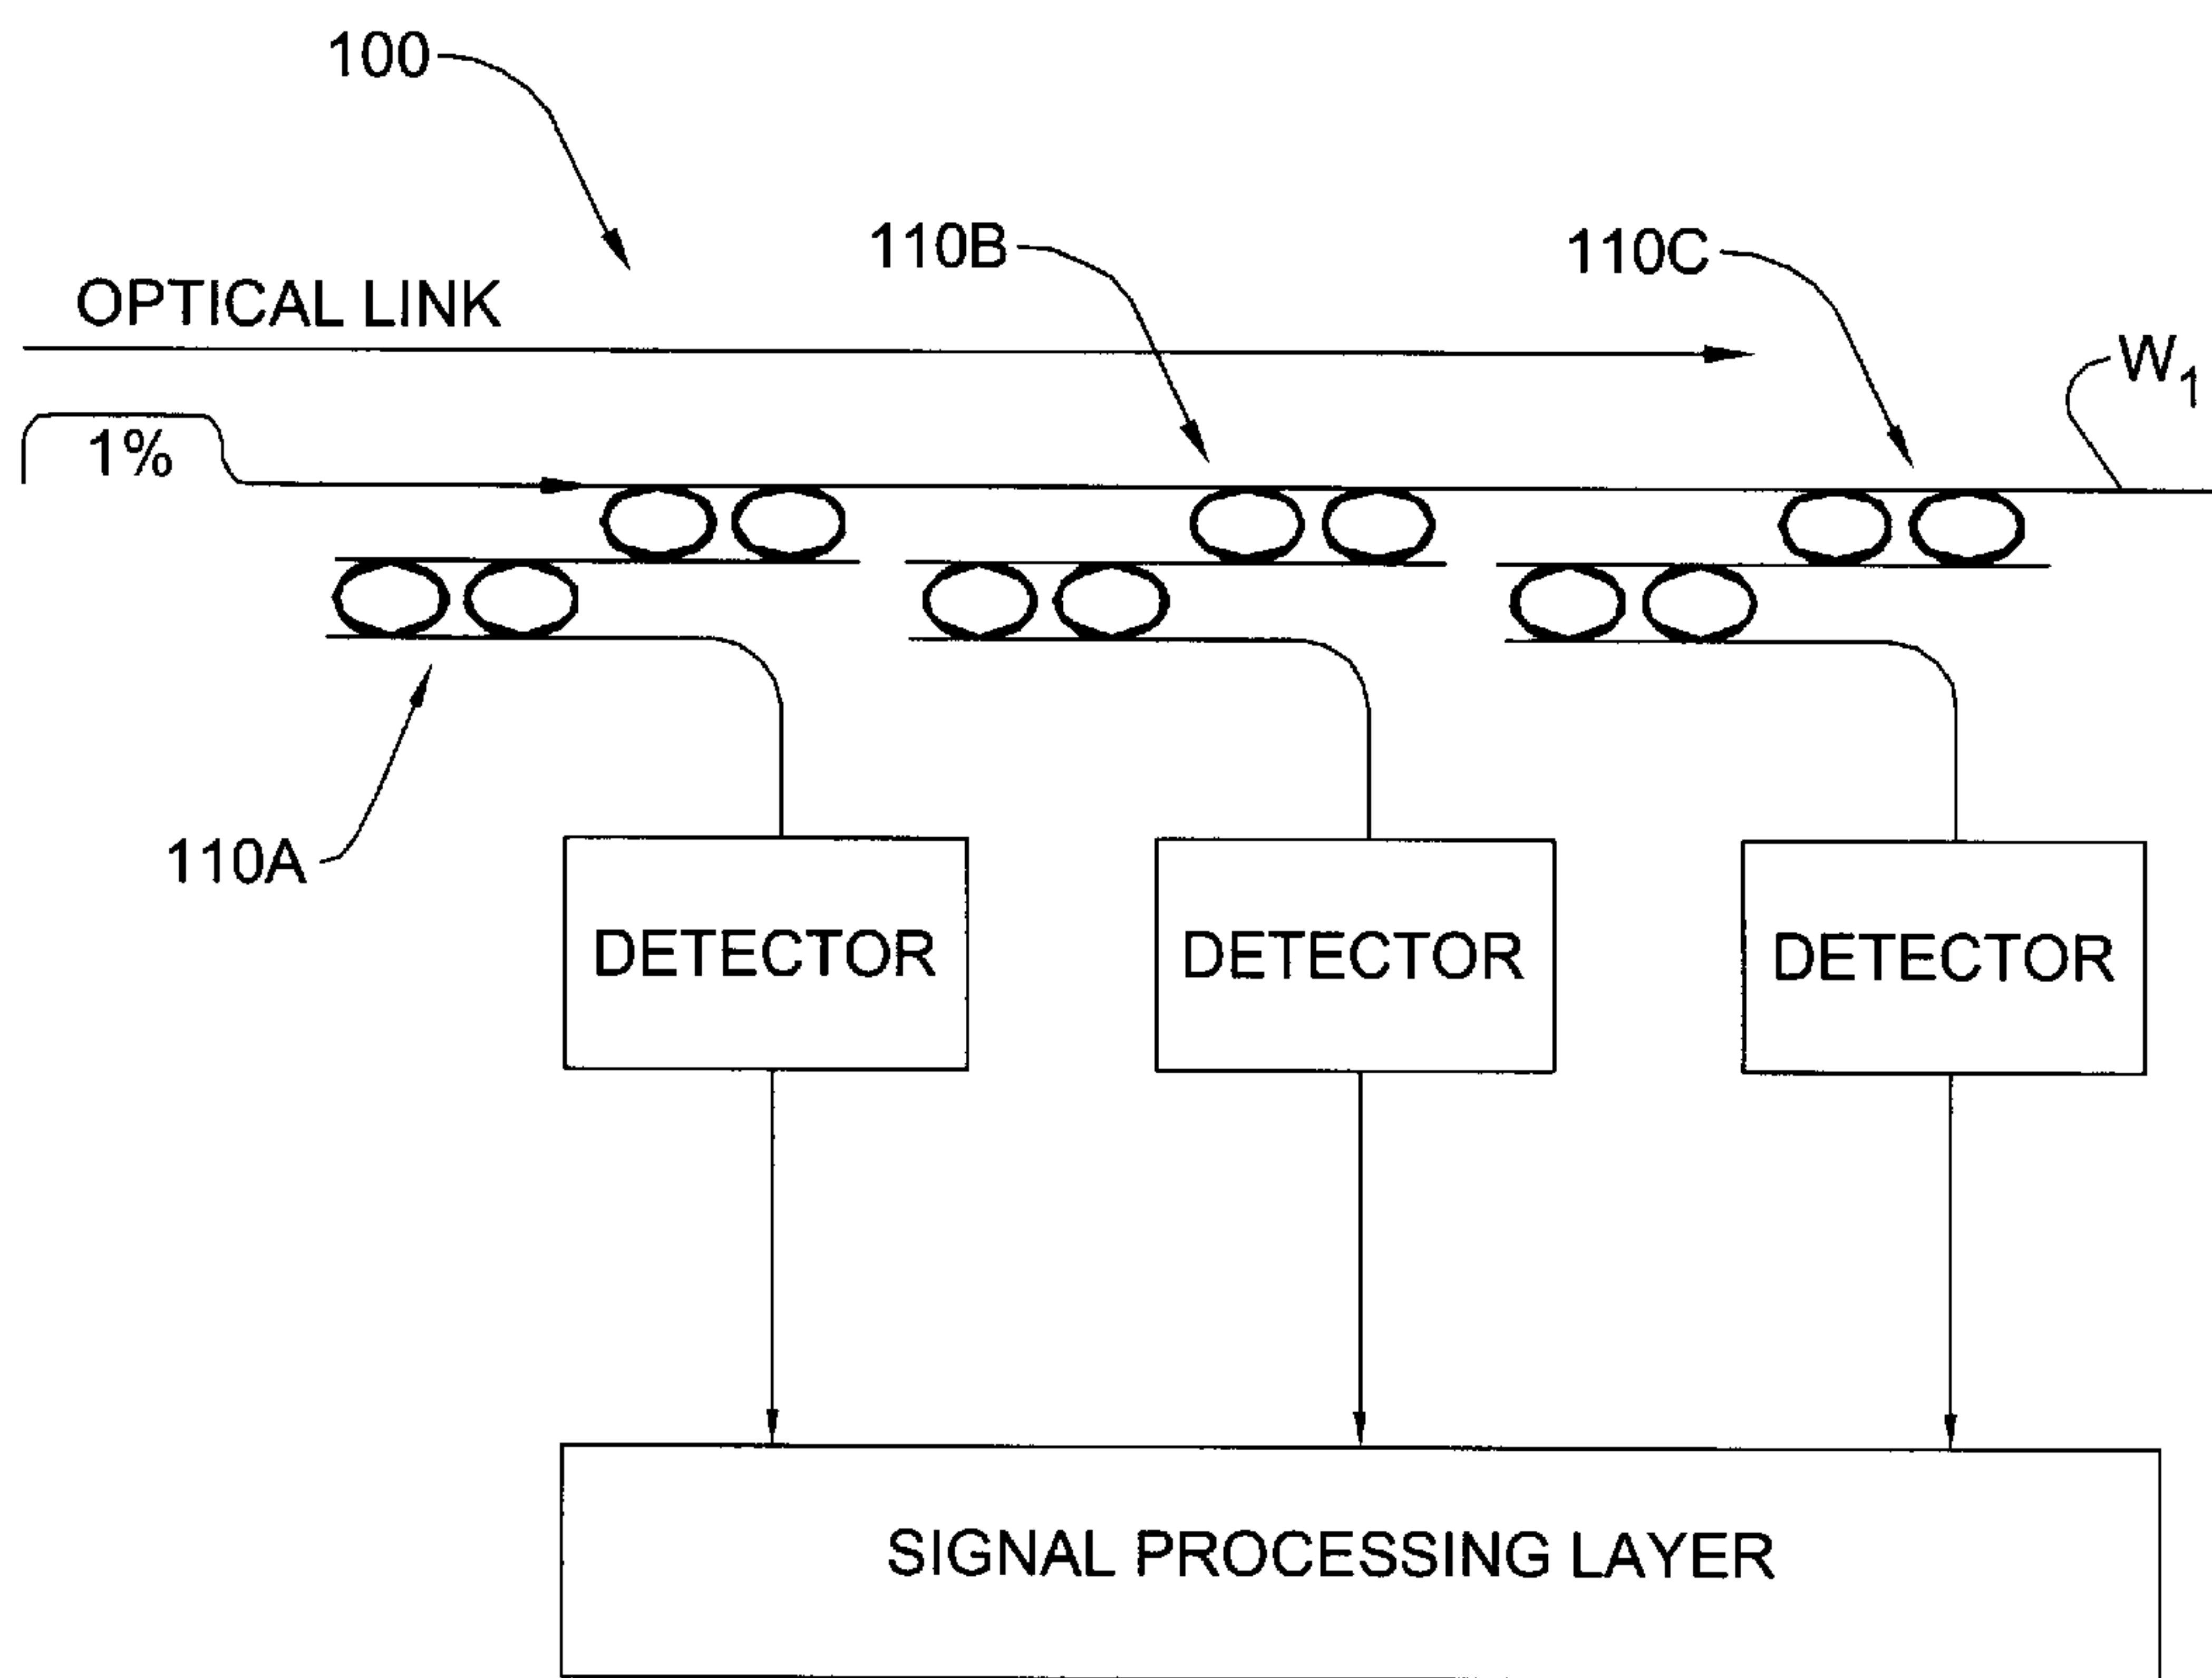 100
110B
110C
OPTICAL LINK
W1
1%
110A
DETECTOR
DETECTOR
DETECTOR
SIGNAL PROCESSING LAYER